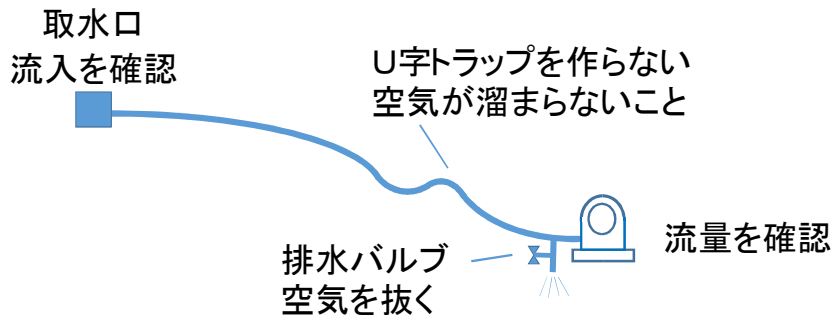 取水口
流入を確認
U字トラップを作らない
空気が溜まらないこと
排水バルブ
空気を抜く
流量を確認